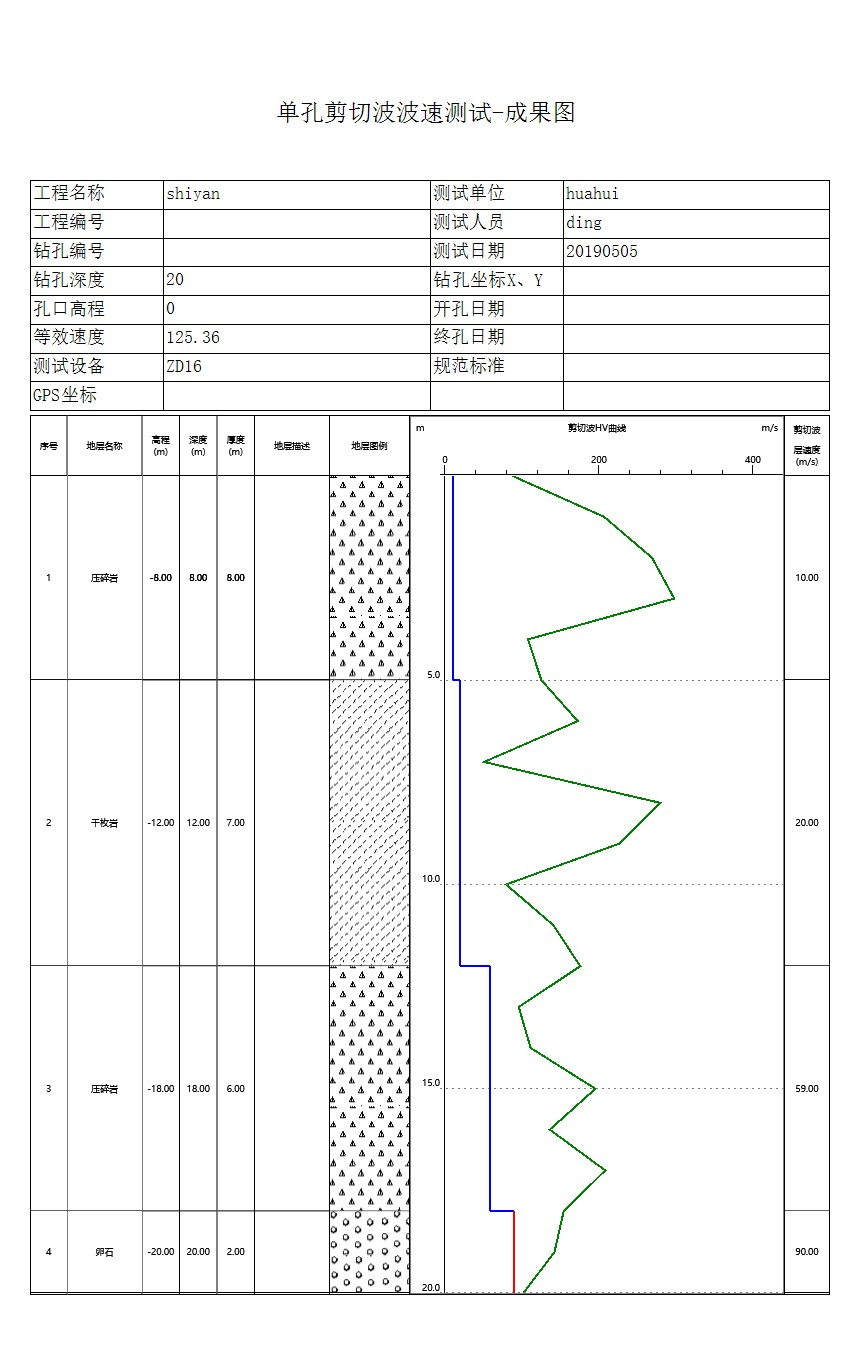 单孔剪切波波速测试-成果图
工程名称 shiyan 测试单位 huahui
工程编号 测试人员 ding
钻孔编号 测试日期 20190505
钻孔深度 20 钻孔坐标X、Y
孔口高程 0 开孔日期
等效速度 125.36 终孔日期
测试设备 ZD16 规范标准
GPS坐标
序号 地层名称 高程(m) 深度(m) 厚度(m) 地层描述 地层图例 m 剪切波HV曲线 m/s 剪切波层速度(m/s)
0 200 400
1 压碎岩 -8.00 8.00 8.00 10.00
5.0
2 千枚岩 -12.00 12.00 7.00 20.00
10.0
15.0
3 压碎岩 -18.00 18.00 6.00 59.00
4 卵石 -20.00 20.00 2.00 90.00
20.0